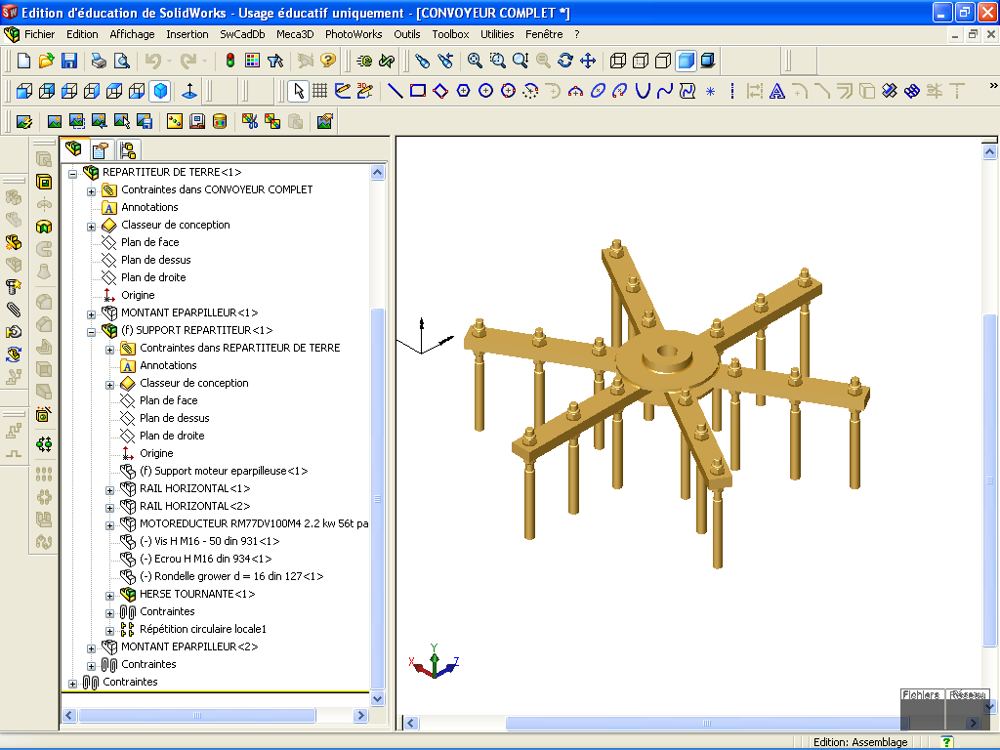 Edition d'éducation de SolidWorks - Usage éducatif uniquement - [CONVOYEUR COMPLET *]
Fichier Edition Affichage Insertion SwCadDb Meca3D PhotoWorks Outils Toolbox Utilities Fenêtre ?
REPARTITEUR DE TERRE<1>
Contraintes dans CONVOYEUR COMPLET
Annotations
Classeur de conception
Plan de face
Plan de dessus
Plan de droite
Origine
MONTANT EPARPILLEUR<1>
(f) SUPPORT REPARTITEUR<1>
Contraintes dans REPARTITEUR DE TERRE
Annotations
Classeur de conception
Plan de face
Plan de dessus
Plan de droite
Origine
(f) Support moteur eparpilleuse<1>
RAIL HORIZONTAL<1>
RAIL HORIZONTAL<2>
MOTOREDUCTEUR RM77DV100M4 2.2 kw 56t pa
(-) Vis H M16 - 50 din 931<1>
(-) Ecrou H M16 din 934<1>
(-) Rondelle grower d = 16 din 127<1>
HERSE TOURNANTE<1>
Contraintes
Répétition circulaire locale1
MONTANT EPARPILLEUR<2>
Contraintes
Contraintes
Y
X Z
Fichiers Réseau
Edition: Assemblage